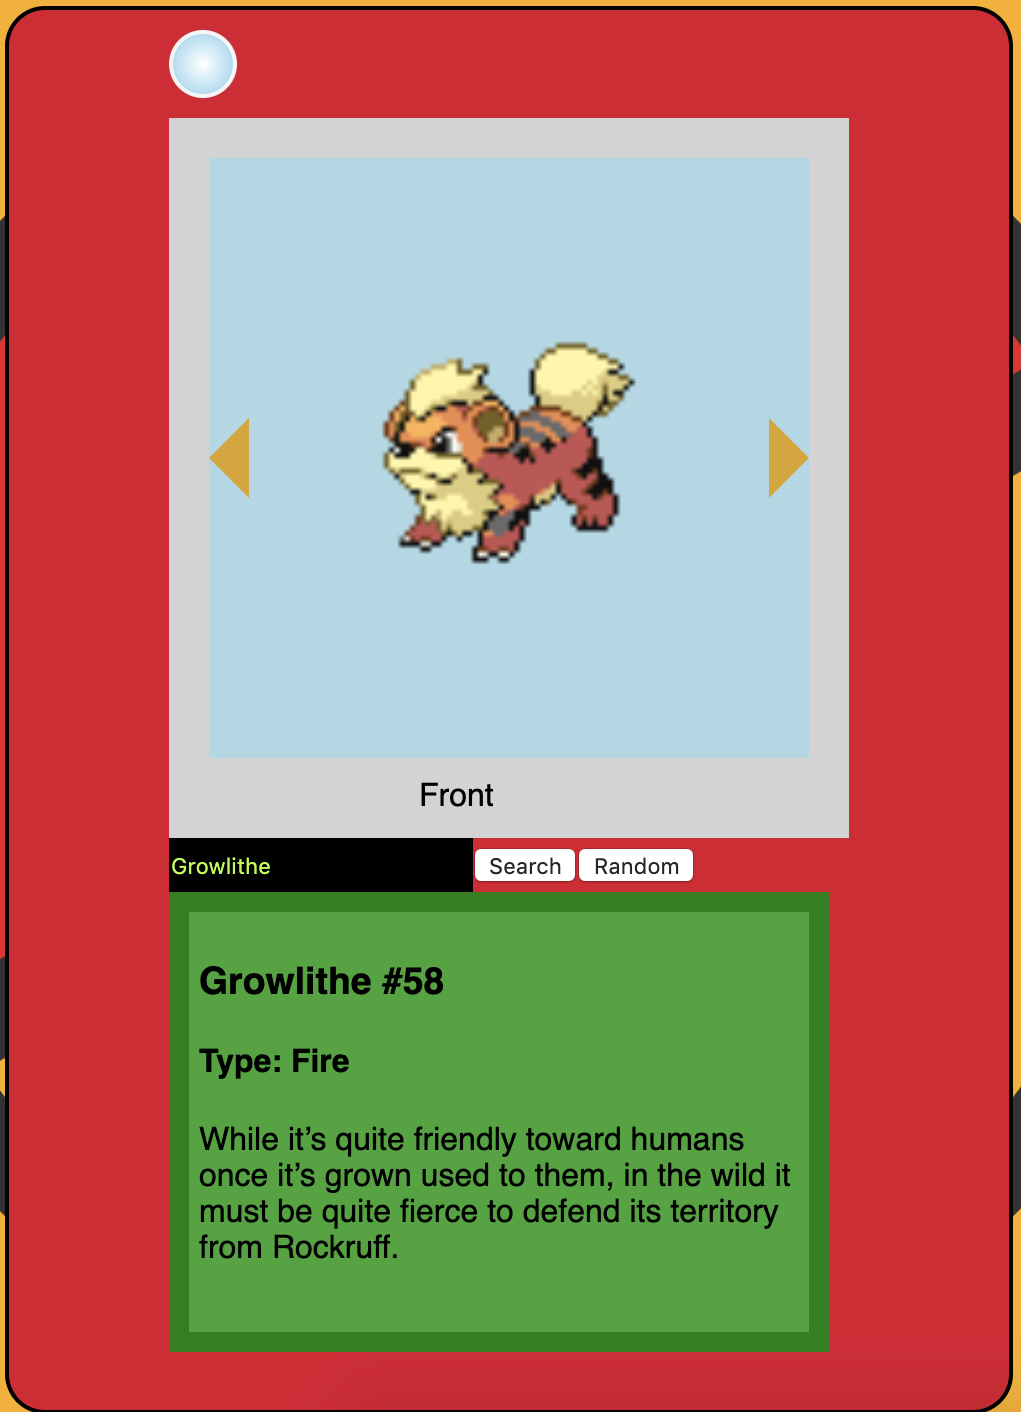 Front
Growlithe
Search
Random
Growlithe #58
Type: Fire
While it’s quite friendly toward humans
once it’s grown used to them, in the wild it
must be quite fierce to defend its territory
from Rockruff.